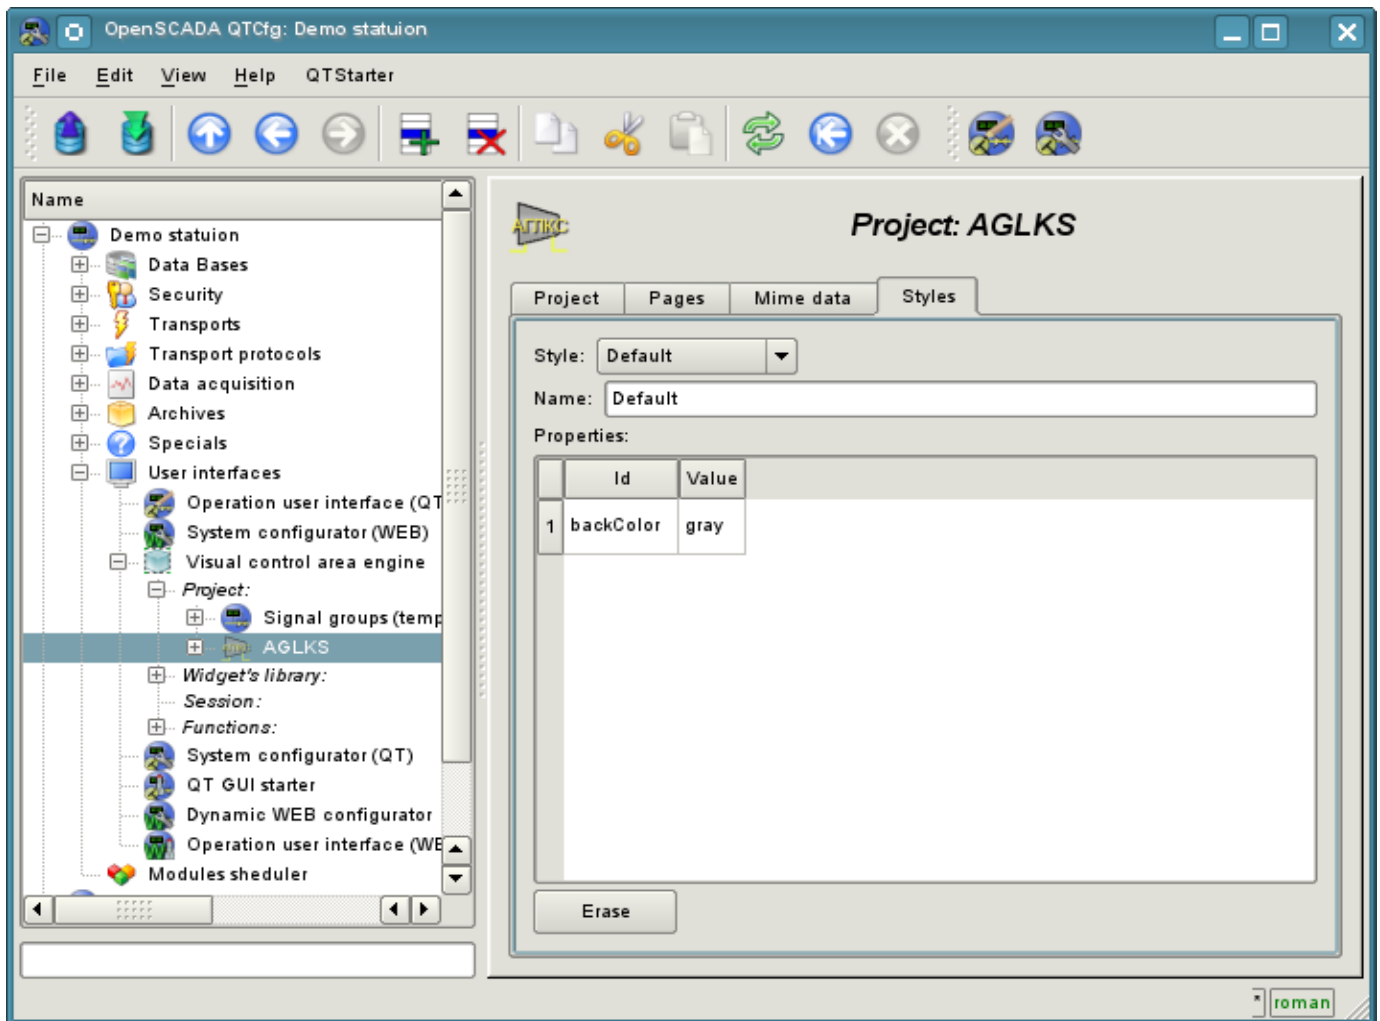 OpenSCADA QTCfg: Demo statuion
File Edit View Help QTStarter
Name
Demo statuion
Data Bases
Security
Transports
Transport protocols
Data acquisition
Archives
Specials
User interfaces
Operation user interface (QT
System configurator (WEB)
Visual control area engine
Project:
Signal groups (temp
AGLKS
Widget's library:
Session:
Functions:
System configurator (QT)
QT GUI starter
Dynamic WEB configurator
Operation user interface (WE
Modules sheduler
АГЛКС
Project: AGLKS
Project Pages Mime data Styles
Style: Default
Name: Default
Properties:
Id Value
1 backColor gray
Erase
* roman